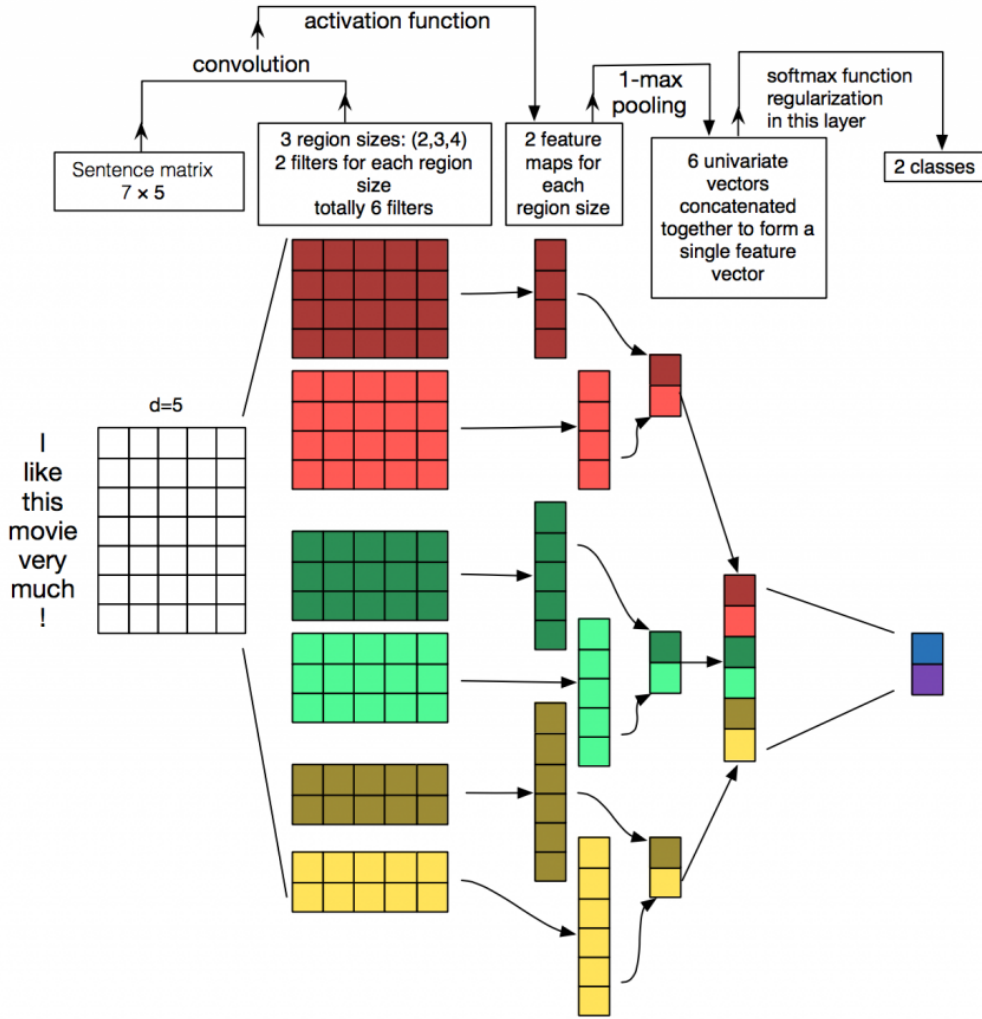 activation function
convolution
1-max
pooling
softmax function
regularization
in this layer
Sentence matrix
7 × 5
3 region sizes: (2,3,4)
2 filters for each region
size
totally 6 filters
2 feature
maps for
each
region size
6 univariate
vectors
concatenated
together to form a
single feature
vector
2 classes
d=5
I
like
this
movie
very
much
!